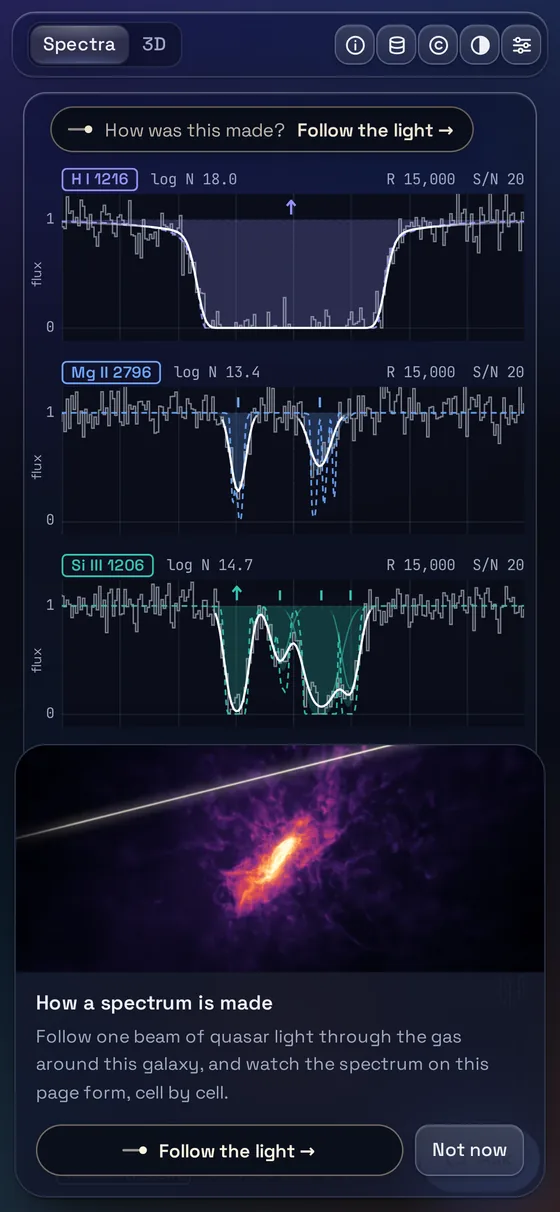 Spectra 3D
How was this made? Follow the light →
H I 1216 log N 18.0 R 15,000 S/N 20
1
flux
0
Mg II 2796 log N 13.4 R 15,000 S/N 20
1
flux
0
Si III 1206 log N 14.7 R 15,000 S/N 20
1
flux
0
How a spectrum is made
Follow one beam of quasar light through the gas
around this galaxy, and watch the spectrum on this
page form, cell by cell.
Follow the light →
Not now